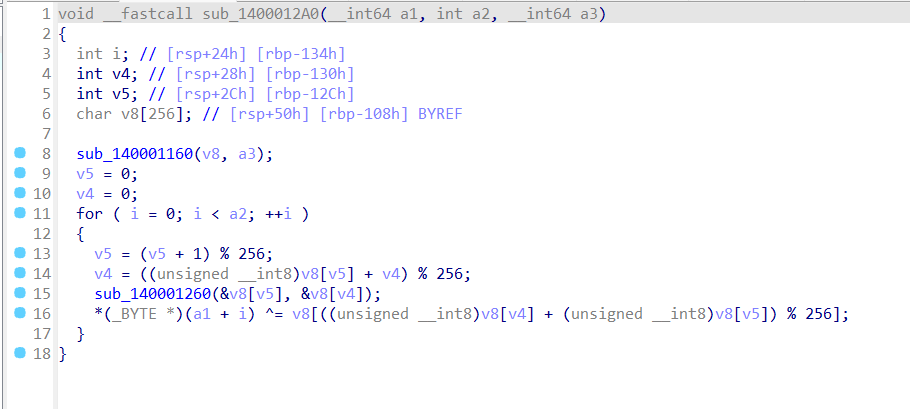 1 void __fastcall sub_1400012A0(__int64 a1, int a2, __int64 a3)
2 {
3 int i; // [rsp+24h] [rbp-134h]
4 int v4; // [rsp+28h] [rbp-130h]
5 int v5; // [rsp+2Ch] [rbp-12Ch]
6 char v8[256]; // [rsp+50h] [rbp-108h] BYREF
7
8 sub_140001160(v8, a3);
9 v5 = 0;
10 v4 = 0;
11 for ( i = 0; i < a2; ++i )
12 {
13 v5 = (v5 + 1) % 256;
14 v4 = ((unsigned __int8)v8[v5] + v4) % 256;
15 sub_140001260(&v8[v5], &v8[v4]);
16 *(_BYTE *)(a1 + i) ^= v8[((unsigned __int8)v8[v4] + (unsigned __int8)v8[v5]) % 256];
17 }
18 }